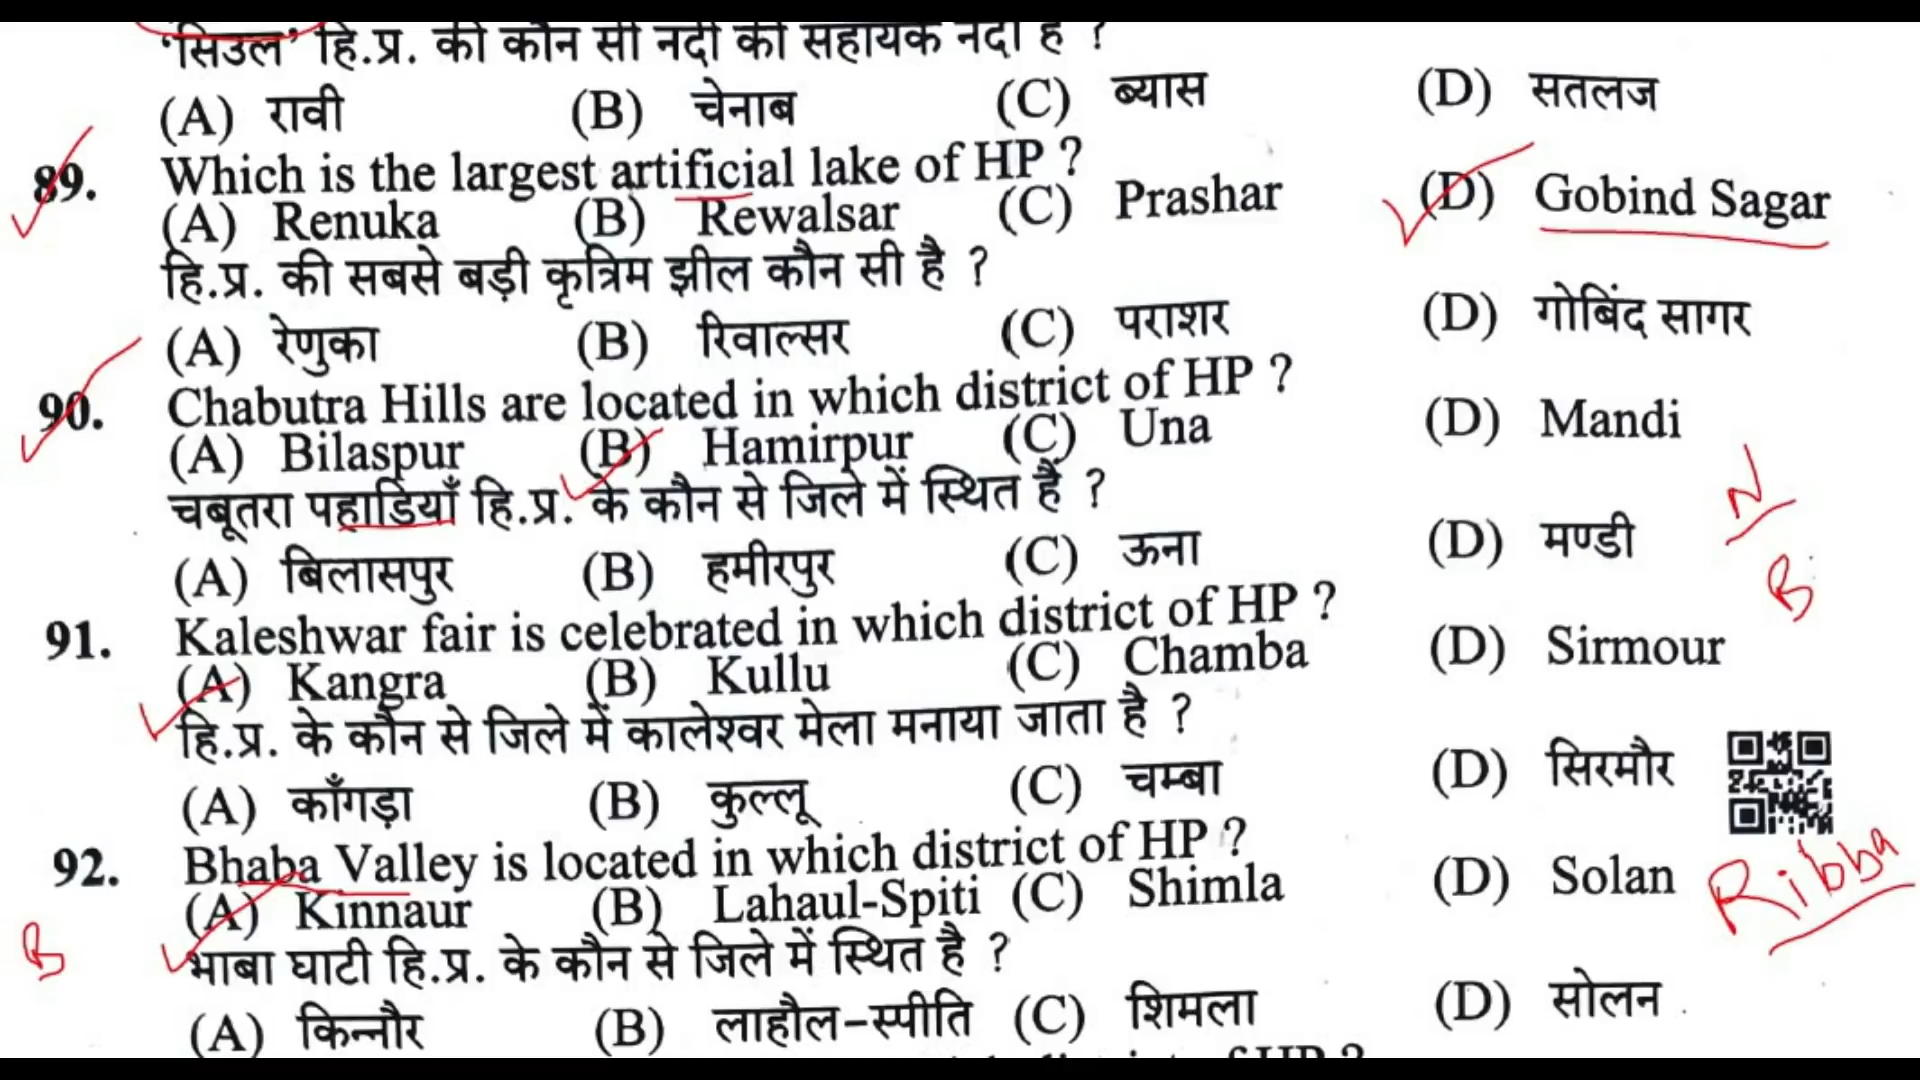 'सिउल' हि.प्र. की कौन सी नदी की सहायक नदी है ?
(A) रावी (B) चेनाब (C) ब्यास (D) सतलज
89. Which is the largest artificial lake of HP ?
(A) Renuka (B) Rewalsar (C) Prashar (D) Gobind Sagar
हि.प्र. की सबसे बड़ी कृत्रिम झील कौन सी है ?
(A) रेणुका (B) रिवाल्सर (C) पराशर (D) गोबिंद सागर
90. Chabutra Hills are located in which district of HP ?
(A) Bilaspur (B) Hamirpur (C) Una (D) Mandi
चबूतरा पहाडियाँ हि.प्र. के कौन से जिले में स्थित हैं ?
(A) बिलासपुर (B) हमीरपुर (C) ऊना (D) मण्डी
N
B
91. Kaleshwar fair is celebrated in which district of HP ?
(A) Kangra (B) Kullu (C) Chamba (D) Sirmour
हि.प्र. के कौन से जिले में कालेश्वर मेला मनाया जाता है ?
(A) काँगड़ा (B) कुल्लू (C) चम्बा (D) सिरमौर
92. Bhaba Valley is located in which district of HP ?
(A) Kinnaur (B) Lahaul-Spiti (C) Shimla (D) Solan
Ribba
B
भाबा घाटी हि.प्र. के कौन से जिले में स्थित है ?
(A) किन्नौर (B) लाहौल-स्पीति (C) शिमला (D) सोलन